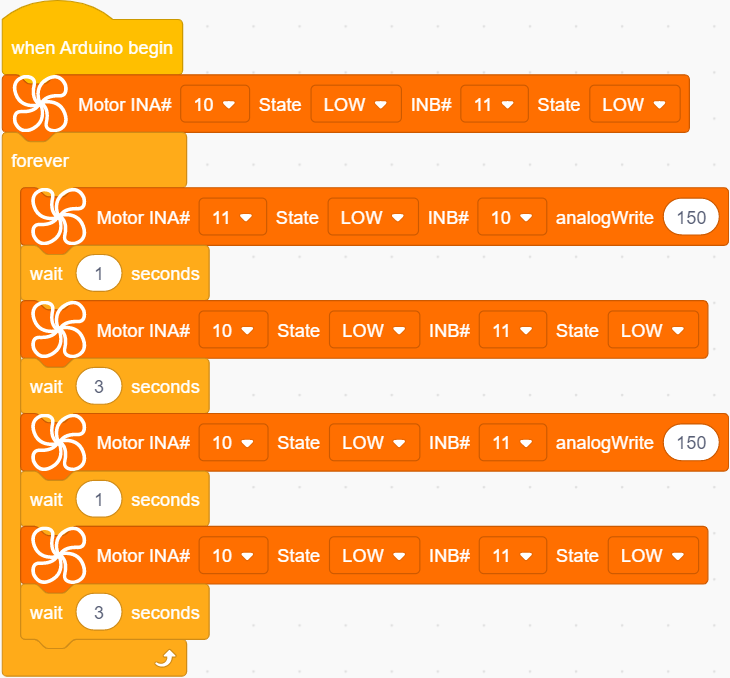 when Arduino begin
Motor INA# 10 State LOW INB# 11 State LOW
forever
Motor INA# 11 State LOW INB# 10 analogWrite 150
wait 1 seconds
Motor INA# 10 State LOW INB# 11 State LOW
wait 3 seconds
Motor INA# 10 State LOW INB# 11 analogWrite 150
wait 1 seconds
Motor INA# 10 State LOW INB# 11 State LOW
wait 3 seconds